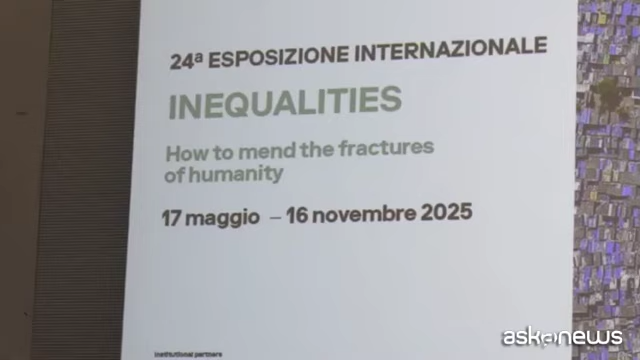 24ª ESPOSIZIONE INTERNAZIONALE
INEQUALITIES
How to mend the fractures
of humanity
17 maggio – 16 novembre 2025
Institutional partners
askanews